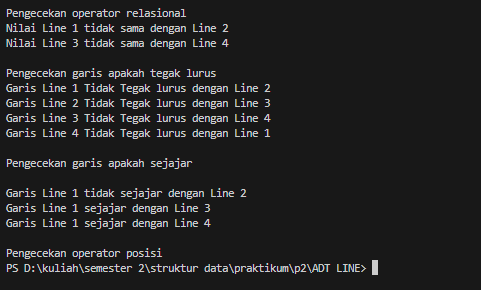 Pengecekan operator relasional
Nilai Line 1 tidak sama dengan Line 2
Nilai Line 3 tidak sama dengan Line 4
Pengecekan garis apakah tegak lurus
Garis Line 1 Tidak Tegak lurus dengan Line 2
Garis Line 2 Tidak Tegak lurus dengan Line 3
Garis Line 3 Tidak Tegak lurus dengan Line 4
Garis Line 4 Tidak Tegak lurus dengan Line 1
Pengecekan garis apakah sejajar
Garis Line 1 tidak sejajar dengan Line 2
Garis Line 1 sejajar dengan Line 3
Garis Line 1 sejajar dengan Line 4
Pengecekan operator posisi
PS D:\kuliah\semester 2\struktur data\praktikum\p2\ADT LINE>